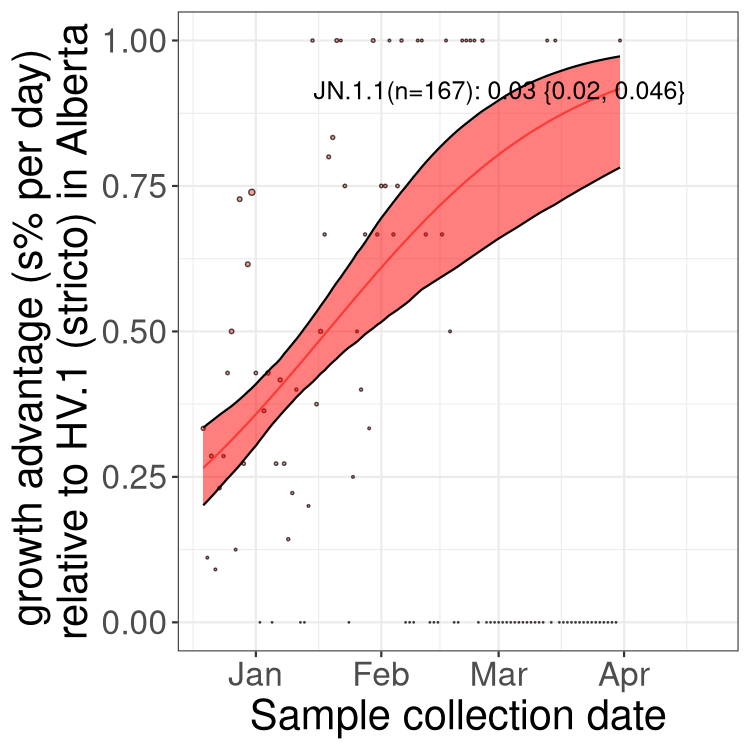 growth advantage (s% per day)
relative to HV.1 (stricto) in Alberta
1.00
JN.1.1(n=167): 0.03 {0.02, 0.046}
0.75
0.50
0.25
0.00
Jan Feb Mar Apr
Sample collection date